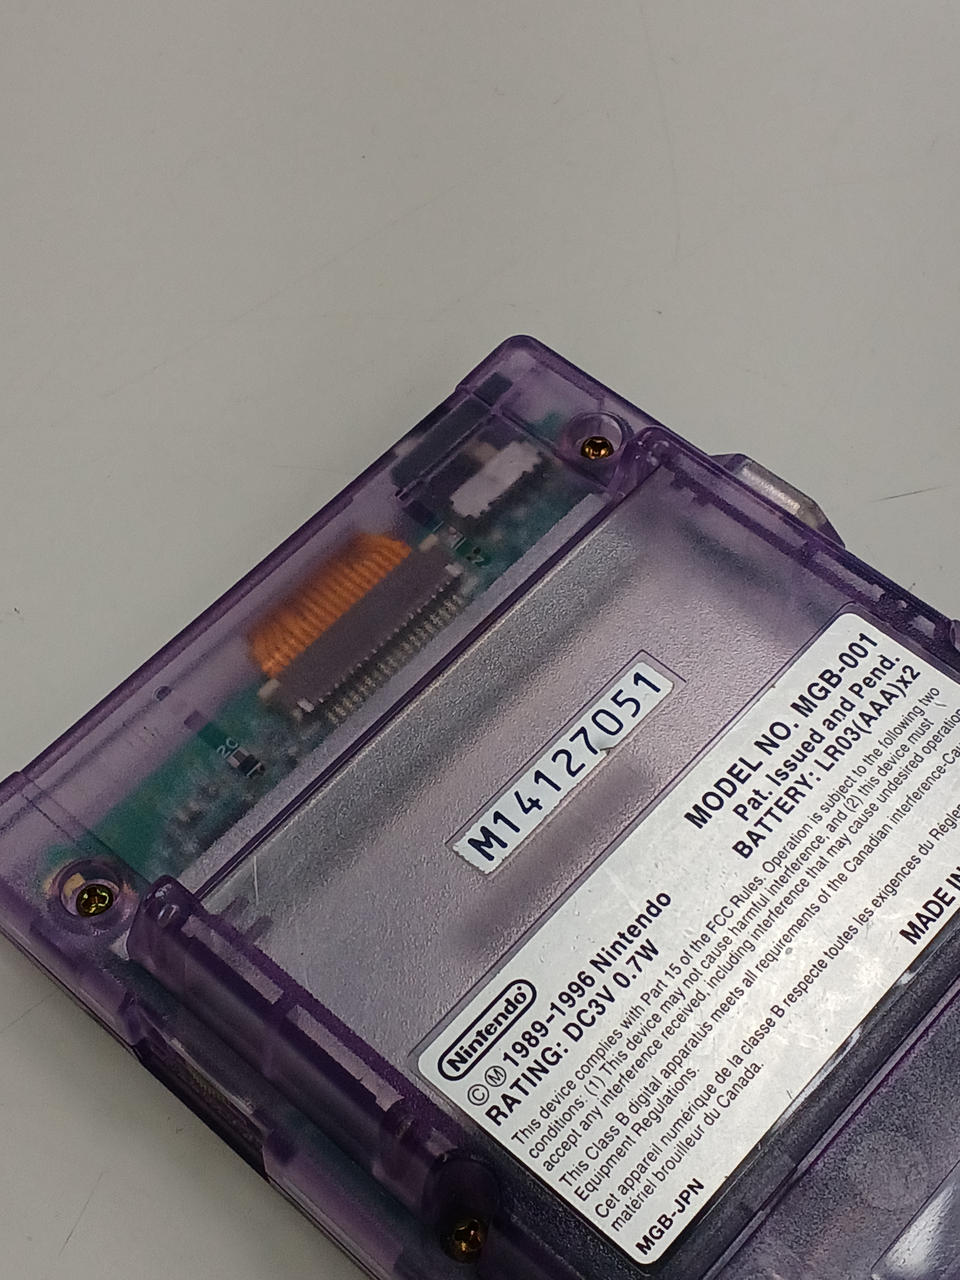 2C
M14127051
MODEL NO. MGB-001
Pat. Issued and Pend.
BATTERY: LR03(AAA)x2
Nintendo
Ⓒ Ⓜ 1989-1996 Nintendo
RATING: DC3V 0.7W
This device complies with Part 15 of the FCC Rules. Operation is subject to the following two
conditions: (1) This device may not cause harmful interference, and (2) this device must
accept any interference received, including interference that may cause undesired operation
This Class B digital apparatus meets all requirements of the Canadian Interference-
Equipment Regulations.
Cet appareil numérique de la classe B respecte toutes les exigences du
matériel brouilleur du Canada.
MGB-JPN
MADE IN